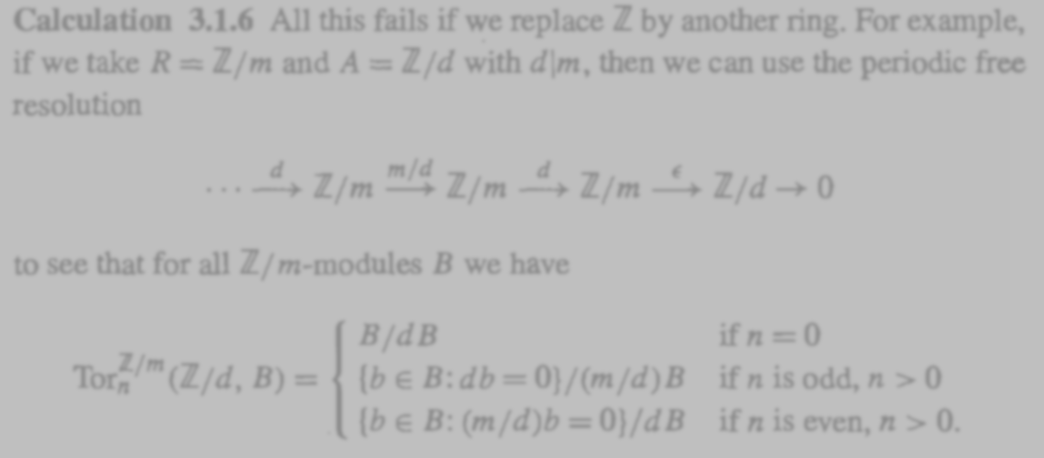 Calculation 3.1.6 All this fails if we replace ℤ by another ring. For example,
if we take R = ℤ/m and A = ℤ/d with d|m, then we can use the periodic free
resolution
··· —d→ ℤ/m —m/d→ ℤ/m —d→ ℤ/m —ϵ→ ℤ/d → 0
to see that for all ℤ/m-modules B we have
Torₙ^{ℤ/m}(ℤ/d, B) = { B/dB if n = 0
{b ∈ B: db = 0}/(m/d)B if n is odd, n > 0
{b ∈ B: (m/d)b = 0}/dB if n is even, n > 0.